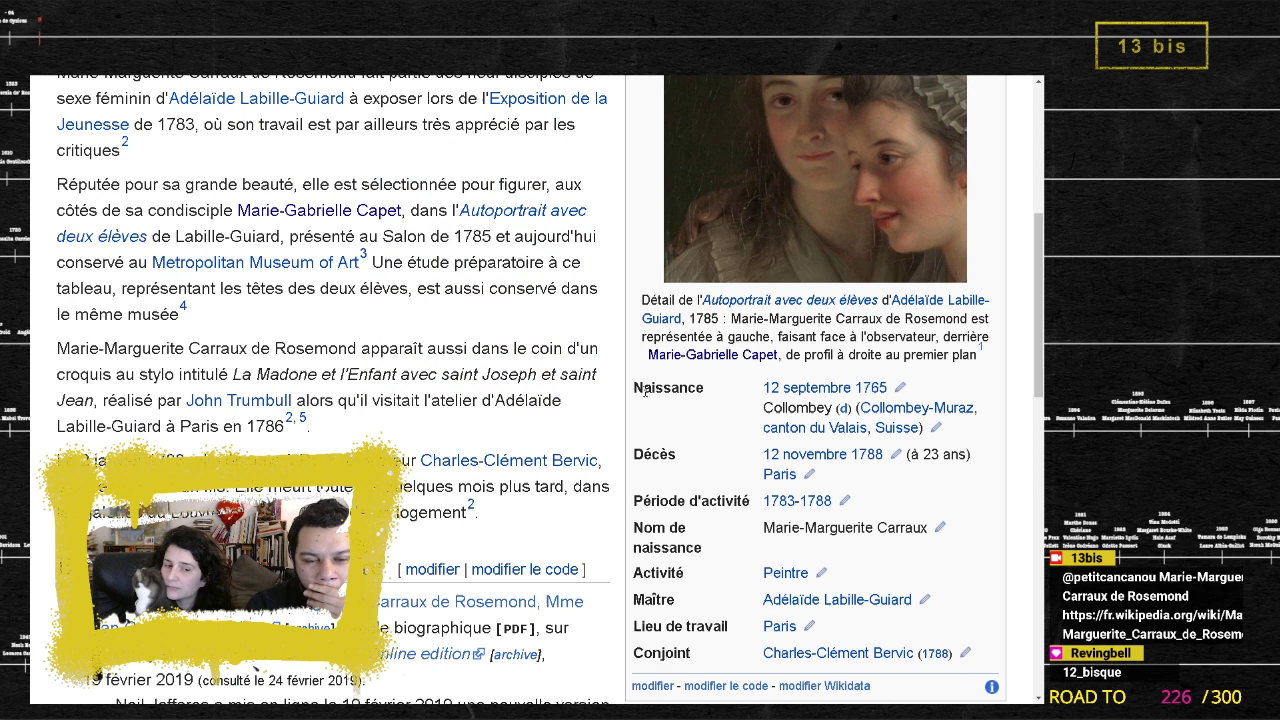 13 bis
sexe féminin d'Adélaïde Labille-Guiard à exposer lors de l'Exposition de la
Jeunesse de 1783, où son travail est par ailleurs très apprécié par les
critiques2
Réputée pour sa grande beauté, elle est sélectionnée pour figurer, aux
côtés de sa condisciple Marie-Gabrielle Capet, dans l'Autoportrait avec
deux élèves de Labille-Guiard, présenté au Salon de 1785 et aujourd'hui
conservé au Metropolitan Museum of Art3 Une étude préparatoire à ce
tableau, représentant les têtes des deux élèves, est aussi conservé dans
le même musée4
Marie-Marguerite Carraux de Rosemond apparaît aussi dans le coin d'un
croquis au stylo intitulé La Madone et l'Enfant avec saint Joseph et saint
Jean, réalisé par John Trumbull alors qu'il visitait l'atelier d'Adélaïde
Labille-Guiard à Paris en 17862, 5.
Charles-Clément Bervic,
quelques mois plus tard, dans
logement2.
[ modifier | modifier le code ]
Carraux de Rosemond, Mme
biographique [PDF], sur
online edition [archive],
19 février 2019 (consulté le 24 février 2019).
Détail de l'Autoportrait avec deux élèves d'Adélaïde Labille-
Guiard, 1785 : Marie-Marguerite Carraux de Rosemond est
représentée à gauche, faisant face à l'observateur, derrière
Marie-Gabrielle Capet, de profil à droite au premier plan1
Naissance 12 septembre 1765
Collombey (d) (Collombey-Muraz,
canton du Valais, Suisse)
Décès 12 novembre 1788 (à 23 ans)
Paris
Période d'activité 1783-1788
Nom de Marie-Marguerite Carraux
naissance
Activité Peintre
Maître Adélaïde Labille-Guiard
Lieu de travail Paris
Conjoint Charles-Clément Bervic (1788)
modifier - modifier le code - modifier Wikidata
13bis
@petitcancanou Marie-Marguer
Carraux de Rosemond
https://fr.wikipedia.org/wiki/Ma
Marguerite_Carraux_de_Rosem
Revingbell
12_bisque
ROAD TO 226 /300